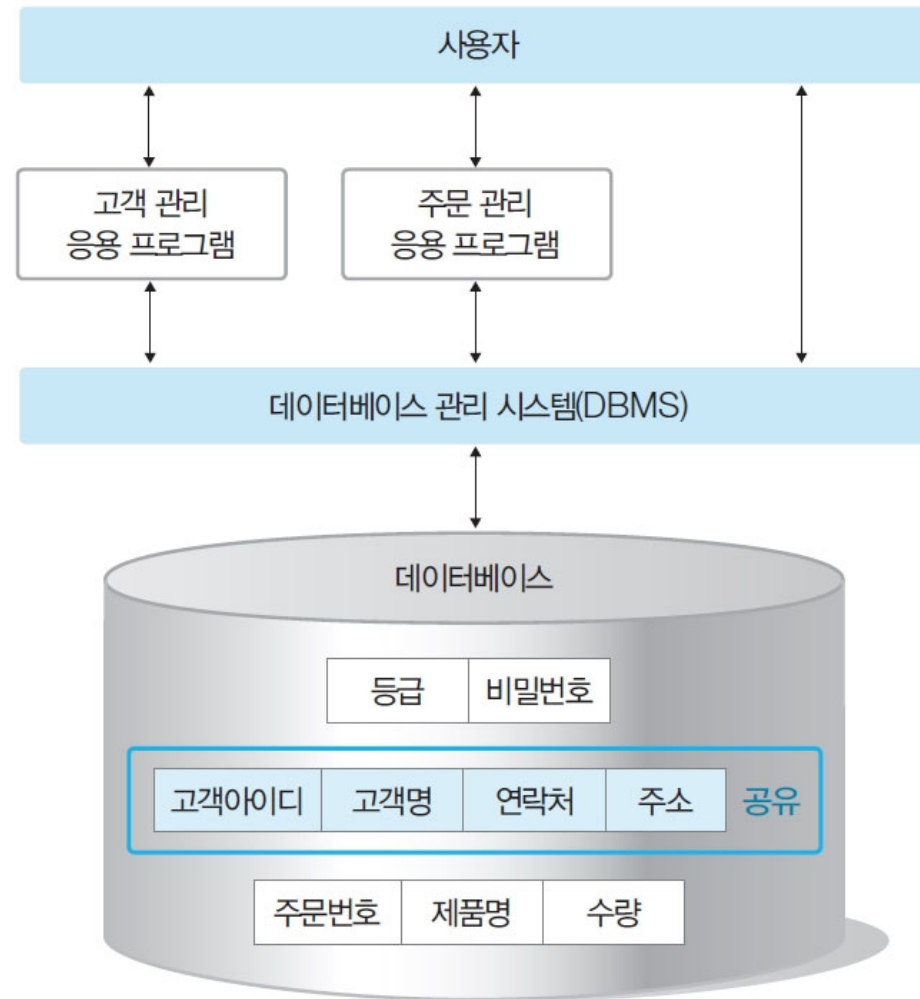 사용자
고객 관리
응용 프로그램
주문 관리
응용 프로그램
데이터베이스 관리 시스템(DBMS)
데이터베이스
등급 비밀번호
고객아이디 고객명 연락처 주소 공유
주문번호 제품명 수량